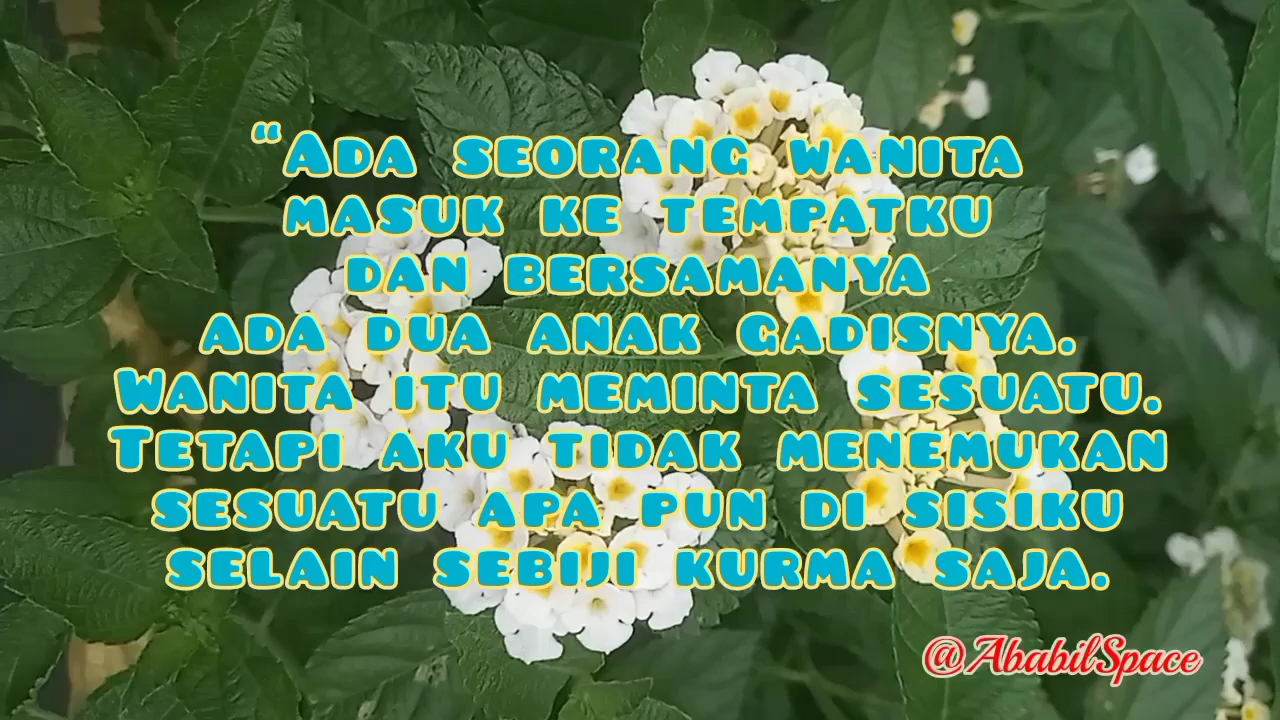 “Ada seorang wanita
masuk ke tempatku
dan bersamanya
ada dua anak gadisnya.
Wanita itu meminta sesuatu.
Tetapi aku tidak menemukan
sesuatu apa pun di sisiku
selain sebiji kurma saja.
@AbabilSpace